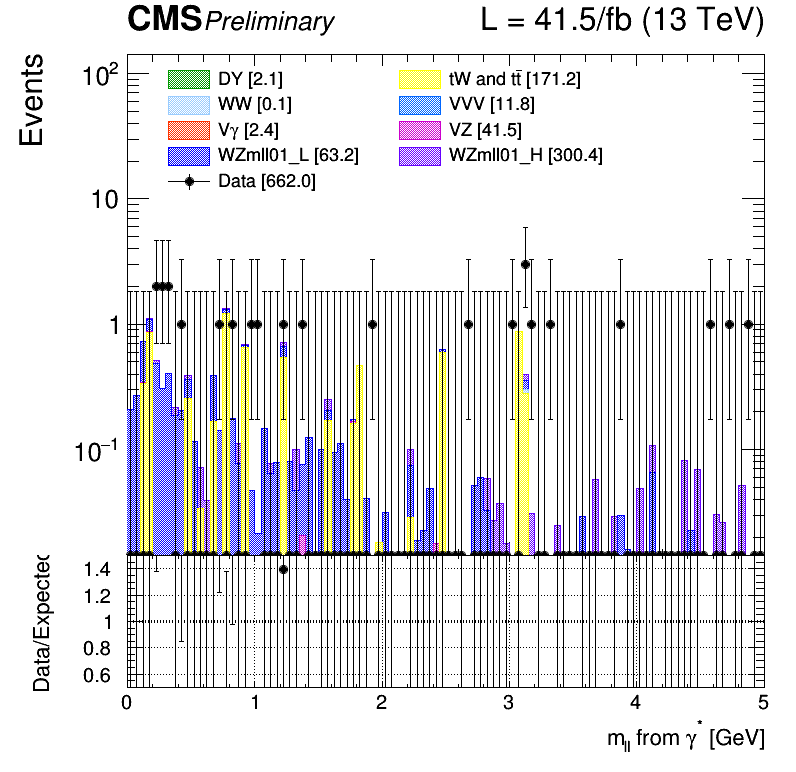 CMS Preliminary L = 41.5/fb (13 TeV)
Events
DY [2.1]
tW and tt̄ [171.2]
WW [0.1]
VVV [11.8]
Vγ [2.4]
VZ [41.5]
WZmll01_L [63.2]
WZmll01_H [300.4]
Data [662.0]
10²
10
1
10⁻¹
Data/Expected
1.4
1.2
1
0.8
0.6
0 1 2 3 4 5
m_ll from γ* [GeV]